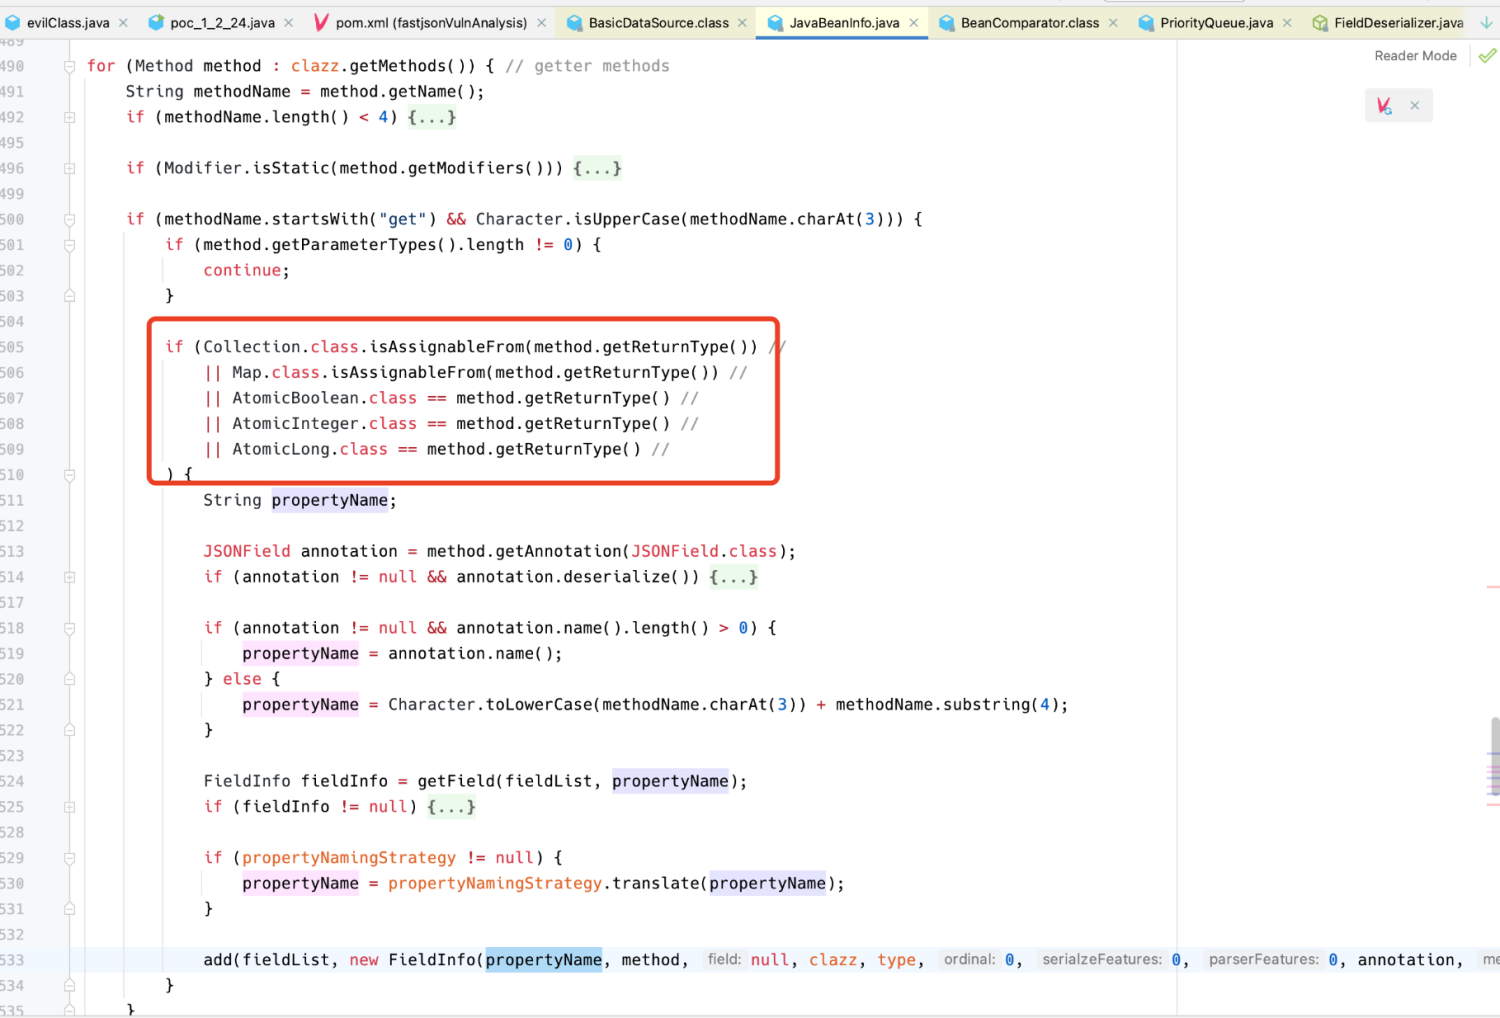 evilClass.java
poc_1_2_24.java
pom.xml (fastjsonVulnAnalysis)
BasicDataSource.class
JavaBeanInfo.java
BeanComparator.class
PriorityQueue.java
FieldDeserializer.java
Reader Mode
489
490 for (Method method : clazz.getMethods()) { // getter methods
491 String methodName = method.getName();
492 if (methodName.length() < 4) {...}
495
496 if (Modifier.isStatic(method.getModifiers())) {...}
499
500 if (methodName.startsWith("get") && Character.isUpperCase(methodName.charAt(3))) {
501 if (method.getParameterTypes().length != 0) {
502 continue;
503 }
504
505 if (Collection.class.isAssignableFrom(method.getReturnType()) //
506 || Map.class.isAssignableFrom(method.getReturnType()) //
507 || AtomicBoolean.class == method.getReturnType() //
508 || AtomicInteger.class == method.getReturnType() //
509 || AtomicLong.class == method.getReturnType() //
510 ) {
511 String propertyName;
512
513 JSONField annotation = method.getAnnotation(JSONField.class);
514 if (annotation != null && annotation.deserialize()) {...}
517
518 if (annotation != null && annotation.name().length() > 0) {
519 propertyName = annotation.name();
520 } else {
521 propertyName = Character.toLowerCase(methodName.charAt(3)) + methodName.substring(4);
522 }
523
524 FieldInfo fieldInfo = getField(fieldList, propertyName);
525 if (fieldInfo != null) {...}
528
529 if (propertyNamingStrategy != null) {
530 propertyName = propertyNamingStrategy.translate(propertyName);
531 }
532
533 add(fieldList, new FieldInfo(propertyName, method, field: null, clazz, type, ordinal: 0, serialzeFeatures: 0, parserFeatures: 0, annotation, me
534 }
535 }